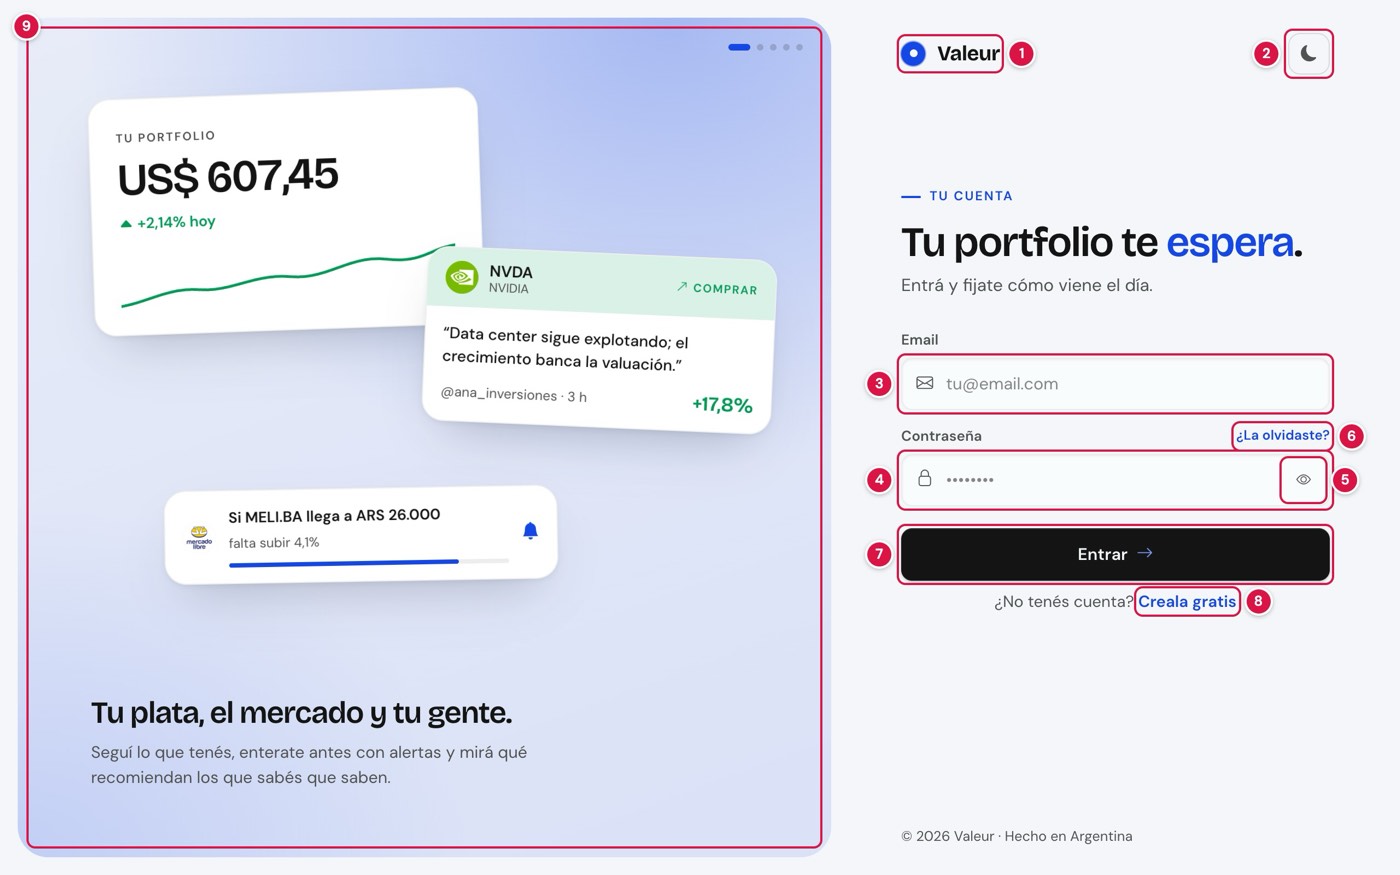 9
TU PORTFOLIO
US$ 607,45
+2,14% hoy
NVDA
NVIDIA
COMPRAR
“Data center sigue explotando; el
crecimiento banca la valuación.”
@ana_inversiones · 3 h
+17,8%
mercado
libre
Si MELI.BA llega a ARS 26.000
falta subir 4,1%
Tu plata, el mercado y tu gente.
Seguí lo que tenés, enterate antes con alertas y mirá qué
recomiendan los que sabés que saben.
Valeur
1
2
TU CUENTA
Tu portfolio te espera.
Entrá y fijate cómo viene el día.
Email
3
tu@email.com
Contraseña
¿La olvidaste?
6
4
••••••••
5
7
Entrar
¿No tenés cuenta? Creala gratis
8
© 2026 Valeur · Hecho en Argentina